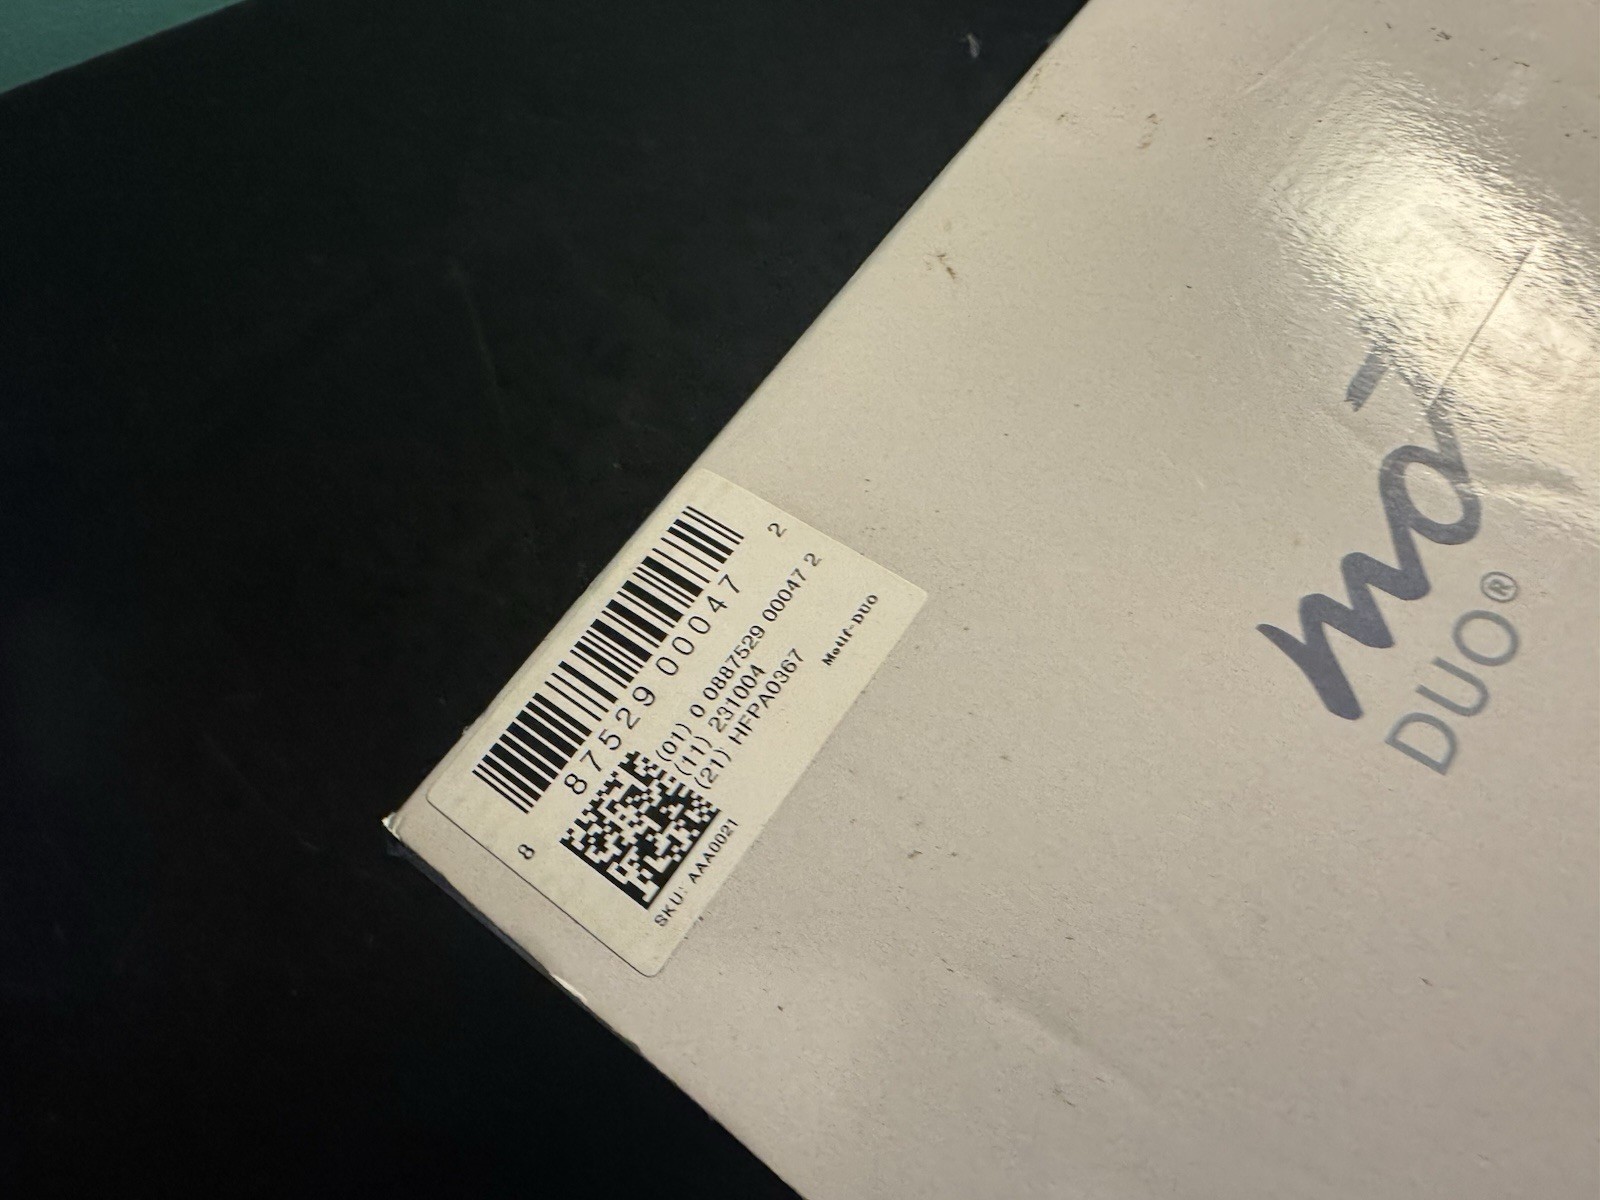 8 87529 00047 2
(01) 0 0887529 00047 2
(11) 231004
(21) HFPA0367
SKU: AAA0021
Motif-DUO
DUO®